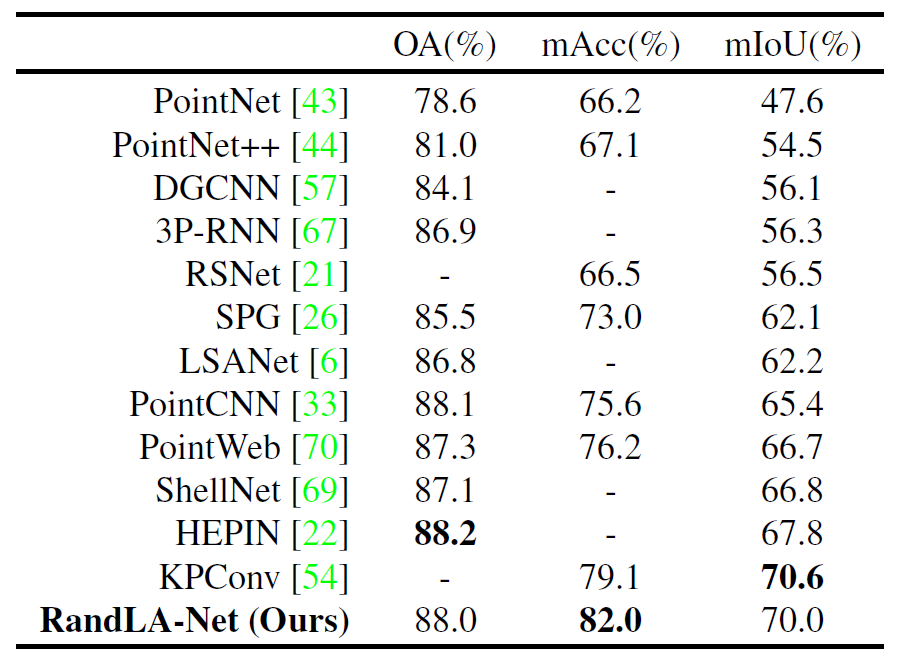 OA(%) mAcc(%) mIoU(%)
PointNet [43] 78.6 66.2 47.6
PointNet++ [44] 81.0 67.1 54.5
DGCNN [57] 84.1 - 56.1
3P-RNN [67] 86.9 - 56.3
RSNet [21] - 66.5 56.5
SPG [26] 85.5 73.0 62.1
LSANet [6] 86.8 - 62.2
PointCNN [33] 88.1 75.6 65.4
PointWeb [70] 87.3 76.2 66.7
ShellNet [69] 87.1 - 66.8
HEPIN [22] 88.2 - 67.8
KPConv [54] - 79.1 70.6
RandLA-Net (Ours) 88.0 82.0 70.0